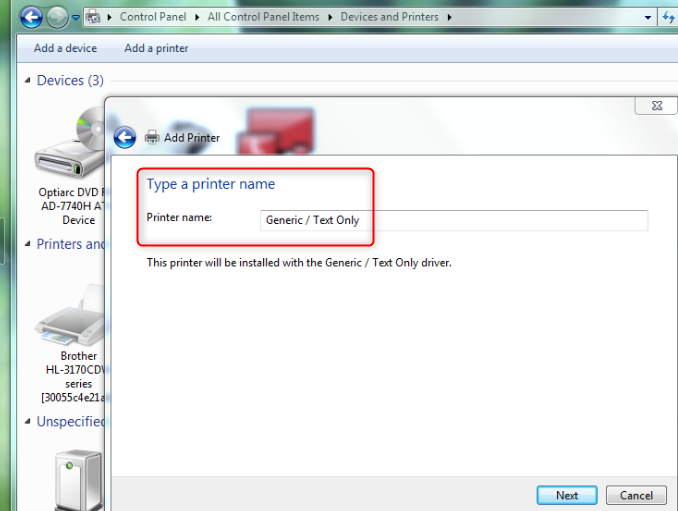 Control Panel All Control Panel Items Devices and Printers
Add a device Add a printer
Devices (3)
Add Printer
Optiarc DVD
AD-7740H
Device
Type a printer name
Printer name: Generic / Text Only
Printers and
This printer will be installed with the Generic / Text Only driver.
Brother
HL-3170CDW
series
[30055c4e21a
Unspecified
Next Cancel